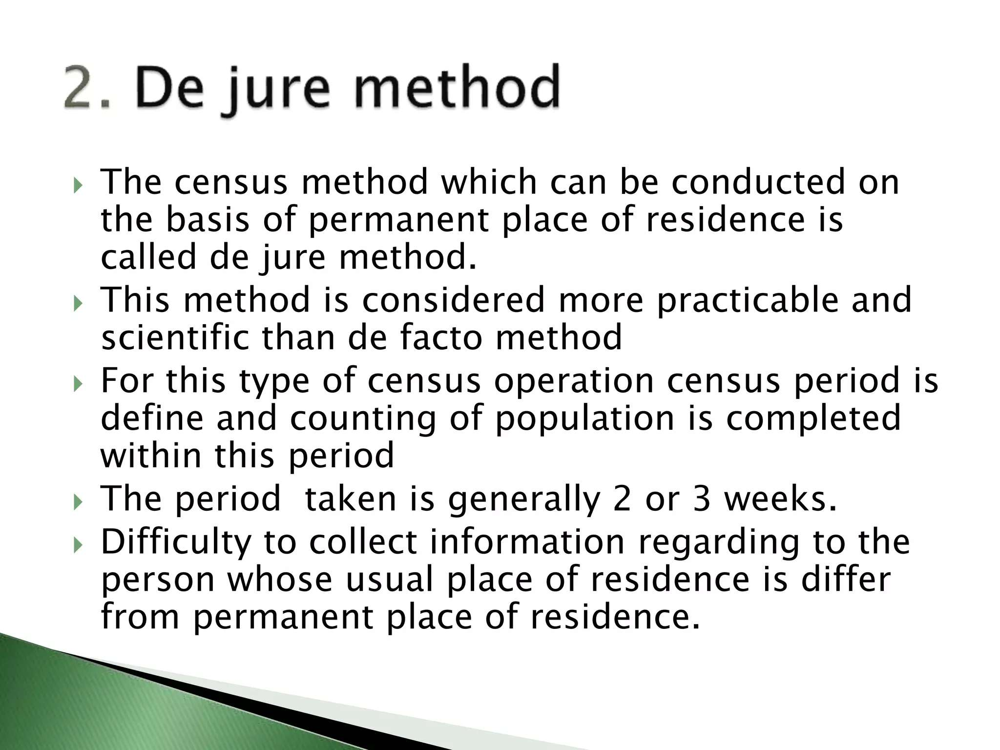 2. De jure method
The census method which can be conducted on
the basis of permanent place of residence is
called de jure method.
This method is considered more practicable and
scientific than de facto method
For this type of census operation census period is
define and counting of population is completed
within this period
The period  taken is generally 2 or 3 weeks.
Difficulty to collect information regarding to the
person whose usual place of residence is differ
from permanent place of residence.